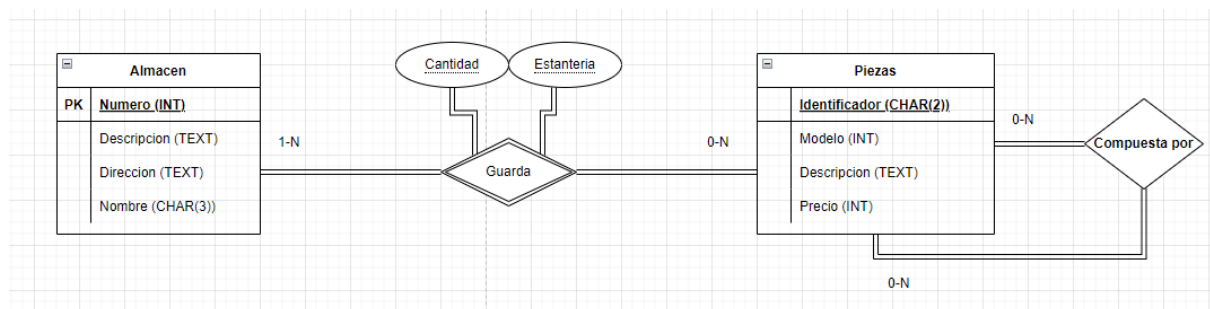 Almacen
PK Numero (INT)
Descripcion (TEXT)
Direccion (TEXT)
Nombre (CHAR(3))
1-N
Cantidad
Estanteria
Guarda
0-N
Piezas
Identificador (CHAR(2))
Modelo (INT)
Descripcion (TEXT)
Precio (INT)
0-N
Compuesta por
0-N